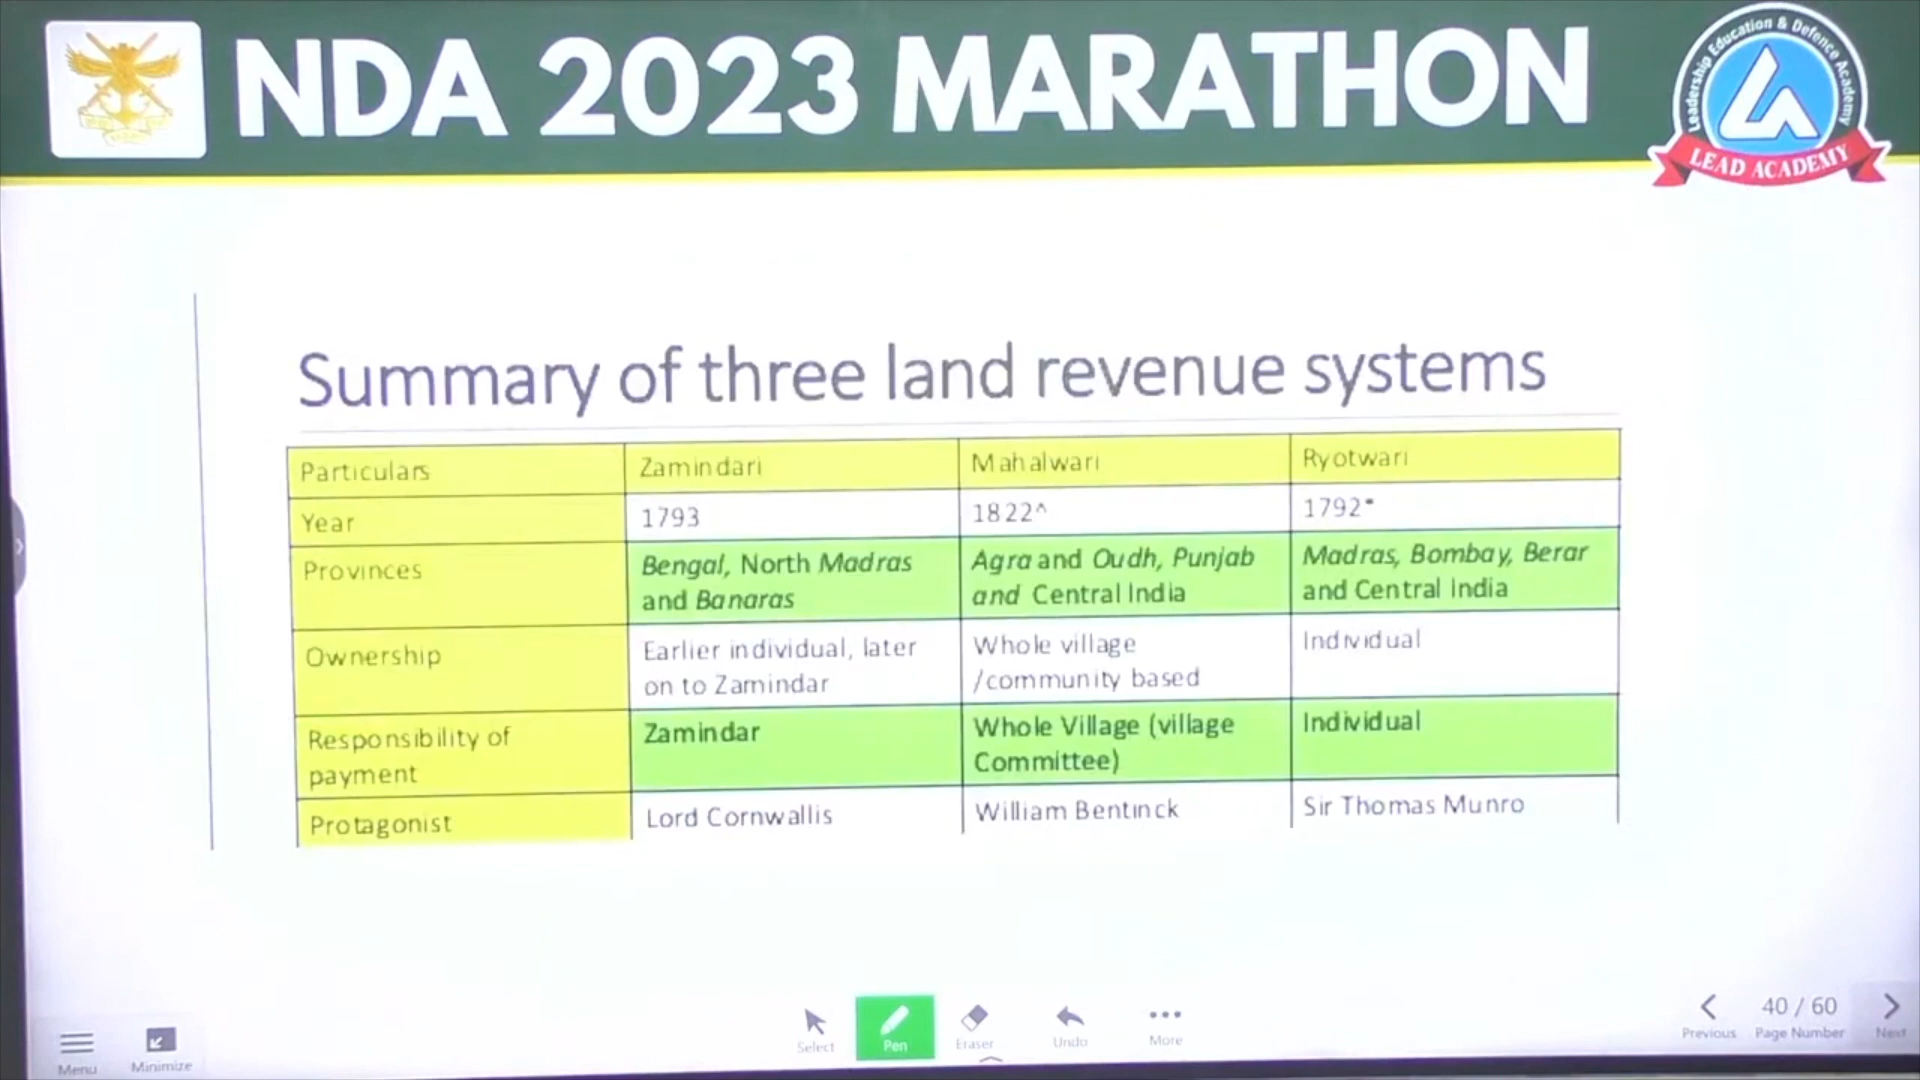 NDA 2023 MARATHON
Leadership Education & Defence Academy
LEAD ACADEMY
Summary of three land revenue systems
Particulars Zamindari Mahalwari Ryotwari
Year 1793 1822^ 1792*
Provinces Bengal, North Madras and Banaras Agra and Oudh, Punjab and Central India Madras, Bombay, Berar and Central India
Ownership Earlier individual, later on to Zamindar Whole village /community based Individual
Responsibility of payment Zamindar Whole Village (village Committee) Individual
Protagonist Lord Cornwallis William Bentinck Sir Thomas Munro
Menu Minimize Select Pen Eraser Undo More Previous 40 / 60 Page Number Next